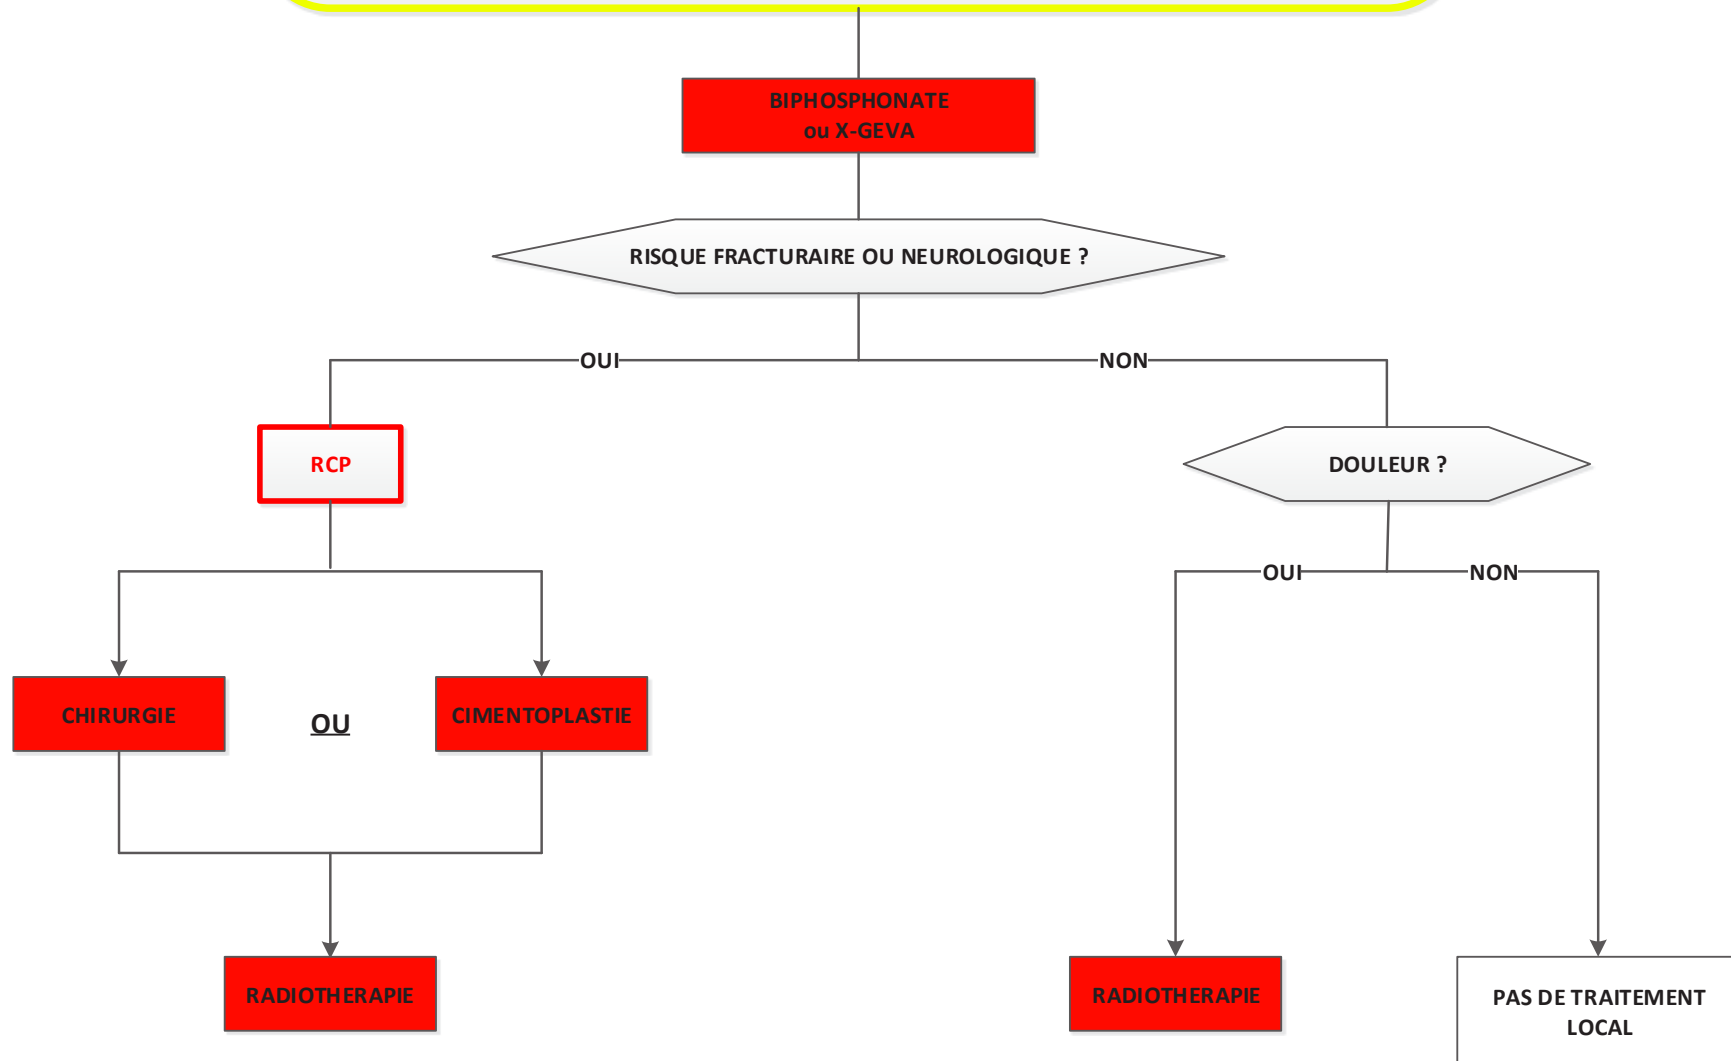 BIPHOSPHONATE
ou X-GEVA
RISQUE FRACTURAIRE OU NEUROLOGIQUE ?
OUI
NON
RCP
DOULEUR ?
OUI
NON
CHIRURGIE
OU
CIMENTOPLASTIE
RADIOTHERAPIE
RADIOTHERAPIE
PAS DE TRAITEMENT
LOCAL